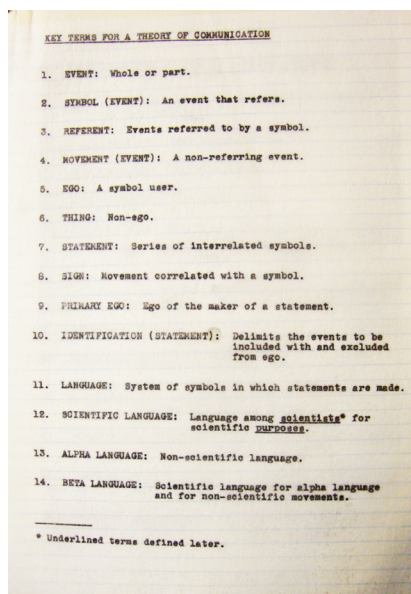 KEY TERMS FOR A THEORY OF COMMUNICATION
1. EVENT: Whole or part.
2. SYMBOL (EVENT): An event that refers.
3. REFERENT: Events referred to by a symbol.
4. MOVEMENT (EVENT): A non-referring event.
5. EGO: A symbol user.
6. THING: Non-ego.
7. STATEMENT: Series of interrelated symbols.
8. SIGN: Movement correlated with a symbol.
9. PRIMARY EGO: Ego of the maker of a statement.
10. IDENTIFICATION (STATEMENT): Delimits the events to be
included with and excluded
from ego.
11. LANGUAGE: System of symbols in which statements are made.
12. SCIENTIFIC LANGUAGE: Language among scientists* for
scientific purposes.
13. ALPHA LANGUAGE: Non-scientific language.
14. BETA LANGUAGE: Scientific language for alpha language
and for non-scientific movements.
* Underlined terms defined later.